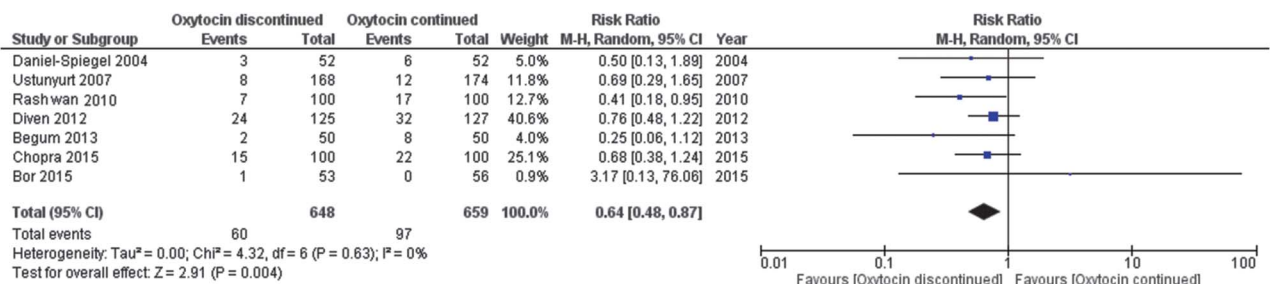 Oxytocin discontinued Oxytocin continued Risk Ratio Risk Ratio
Study or Subgroup Events Total Events Total Weight M-H, Random, 95% CI Year M-H, Random, 95% CI
Daniel-Spiegel 2004 3 52 6 52 5.0% 0.50 [0.13, 1.89] 2004
Ustunyurt 2007 8 168 12 174 11.8% 0.69 [0.29, 1.65] 2007
Rashwan 2010 7 100 17 100 12.7% 0.41 [0.18, 0.95] 2010
Diven 2012 24 125 32 127 40.6% 0.76 [0.48, 1.22] 2012
Begum 2013 2 50 8 50 4.0% 0.25 [0.06, 1.12] 2013
Chopra 2015 15 100 22 100 25.1% 0.68 [0.38, 1.24] 2015
Bor 2015 1 53 0 56 0.9% 3.17 [0.13, 76.06] 2015
Total (95% CI) 648 659 100.0% 0.64 [0.48, 0.87]
Total events 60 97
Heterogeneity: Tau² = 0.00; Chi² = 4.32, df = 6 (P = 0.63); I² = 0%
Test for overall effect: Z = 2.91 (P = 0.004)
0.01 0.1 1 10 100
Favours [Oxytocin discontinued] Favours [Oxytocin continued]